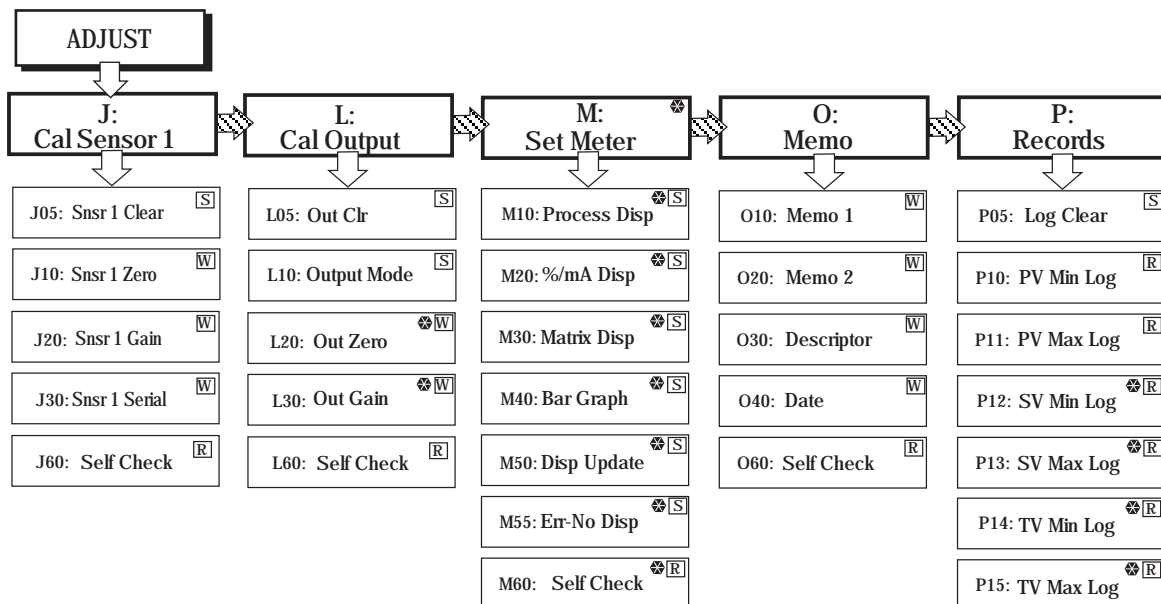 ADJUST
J:
Cal Sensor 1
L:
Cal Output
M:
Set Meter
O:
Memo
P:
Records
J05: Snsr 1 Clear S
J10: Snsr 1 Zero W
J20: Snsr 1 Gain W
J30: Snsr 1 Serial W
J60: Self Check R
L05: Out Clr S
L10: Output Mode S
L20: Out Zero W
L30: Out Gain W
L60: Self Check R
M10: Process Disp S
M20: %/mA Disp S
M30: Matrix Disp S
M40: Bar Graph S
M50: Disp Update S
M55: Err-No Disp S
M60: Self Check R
O10: Memo 1 W
O20: Memo 2 W
O30: Descriptor W
O40: Date W
O60: Self Check R
P05: Log Clear S
P10: PV Min Log R
P11: PV Max Log R
P12: SV Min Log R
P13: SV Max Log R
P14: TV Min Log R
P15: TV Max Log R